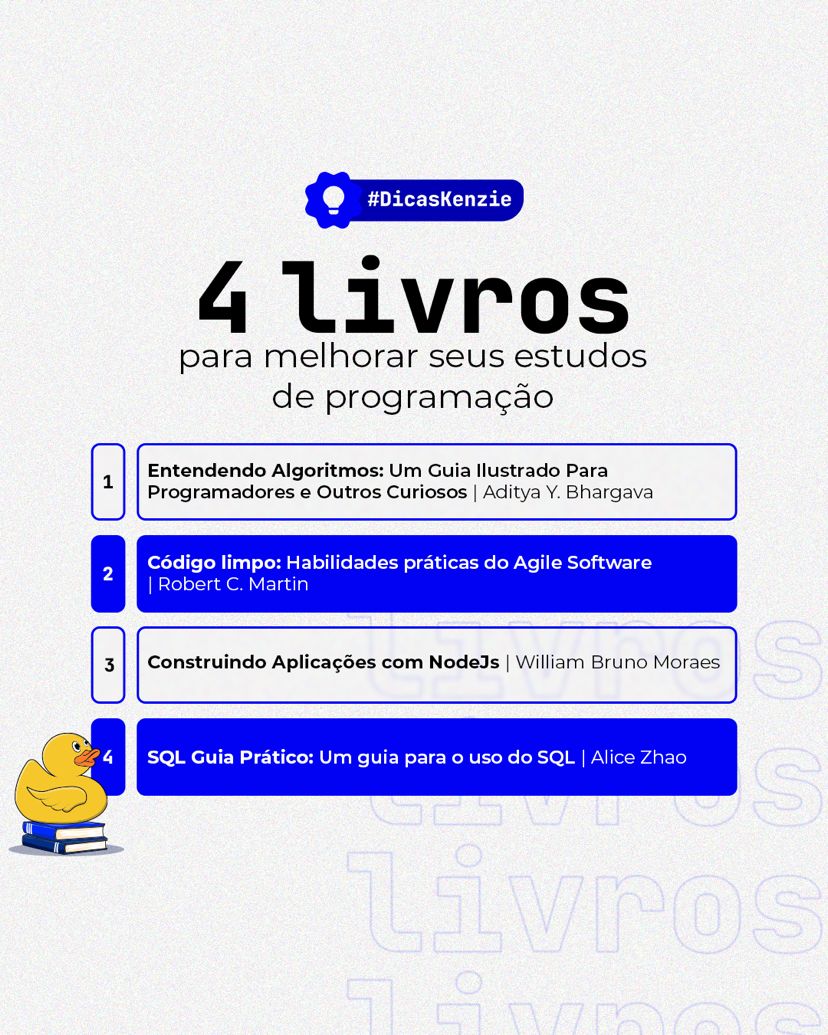 #DicasKenzie
4 livros
para melhorar seus estudos
de programação
1
Entendendo Algoritmos: Um Guia Ilustrado Para
Programadores e Outros Curiosos | Aditya Y. Bhargava
2
Código limpo: Habilidades práticas do Agile Software
| Robert C. Martin
3
Construindo Aplicações com NodeJs | William Bruno Moraes
4
SQL Guia Prático: Um guia para o uso do SQL | Alice Zhao
livros
livros
livros
livros